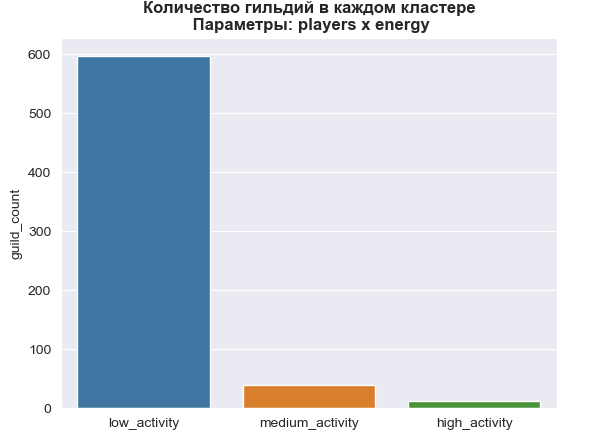 Количество гильдий в каждом кластере
Параметры: players x energy
guild_count
600
500
400
300
200
100
0
low_activity
medium_activity
high_activity